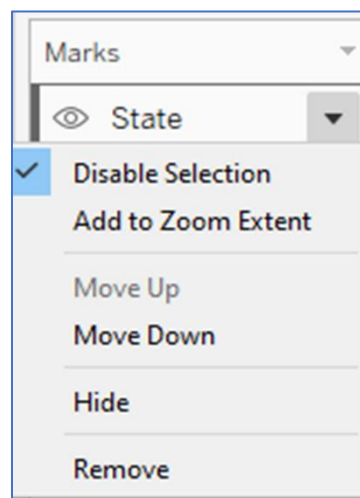 Marks
State
Disable Selection
Add to Zoom Extent
Move Up
Move Down
Hide
Remove